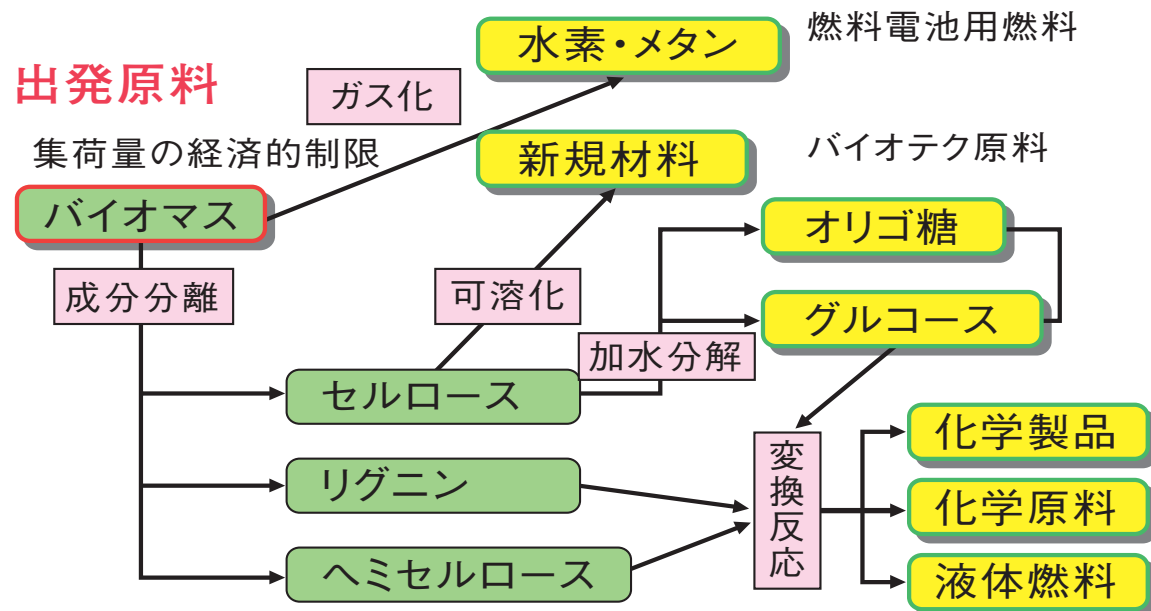 水素・メタン
燃料電池用燃料
出発原料
ガス化
集荷量の経済的制限
新規材料
バイオテク原料
バイオマス
オリゴ糖
成分分離
可溶化
グルコース
加水分解
セルロース
化学製品
変換反応
リグニン
化学原料
ヘミセルロース
液体燃料